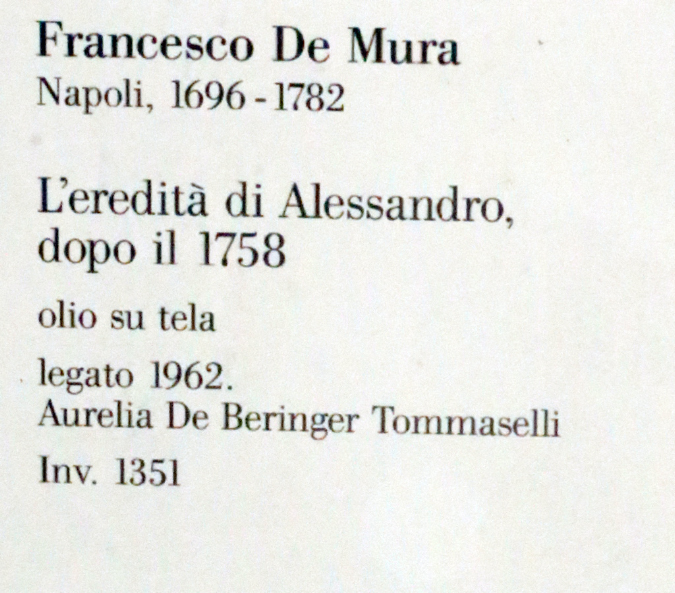 Francesco De Mura
Napoli, 1696 - 1782
L'eredità di Alessandro,
dopo il 1758
olio su tela
legato 1962.
Aurelia De Beringer Tommaselli
Inv. 1351